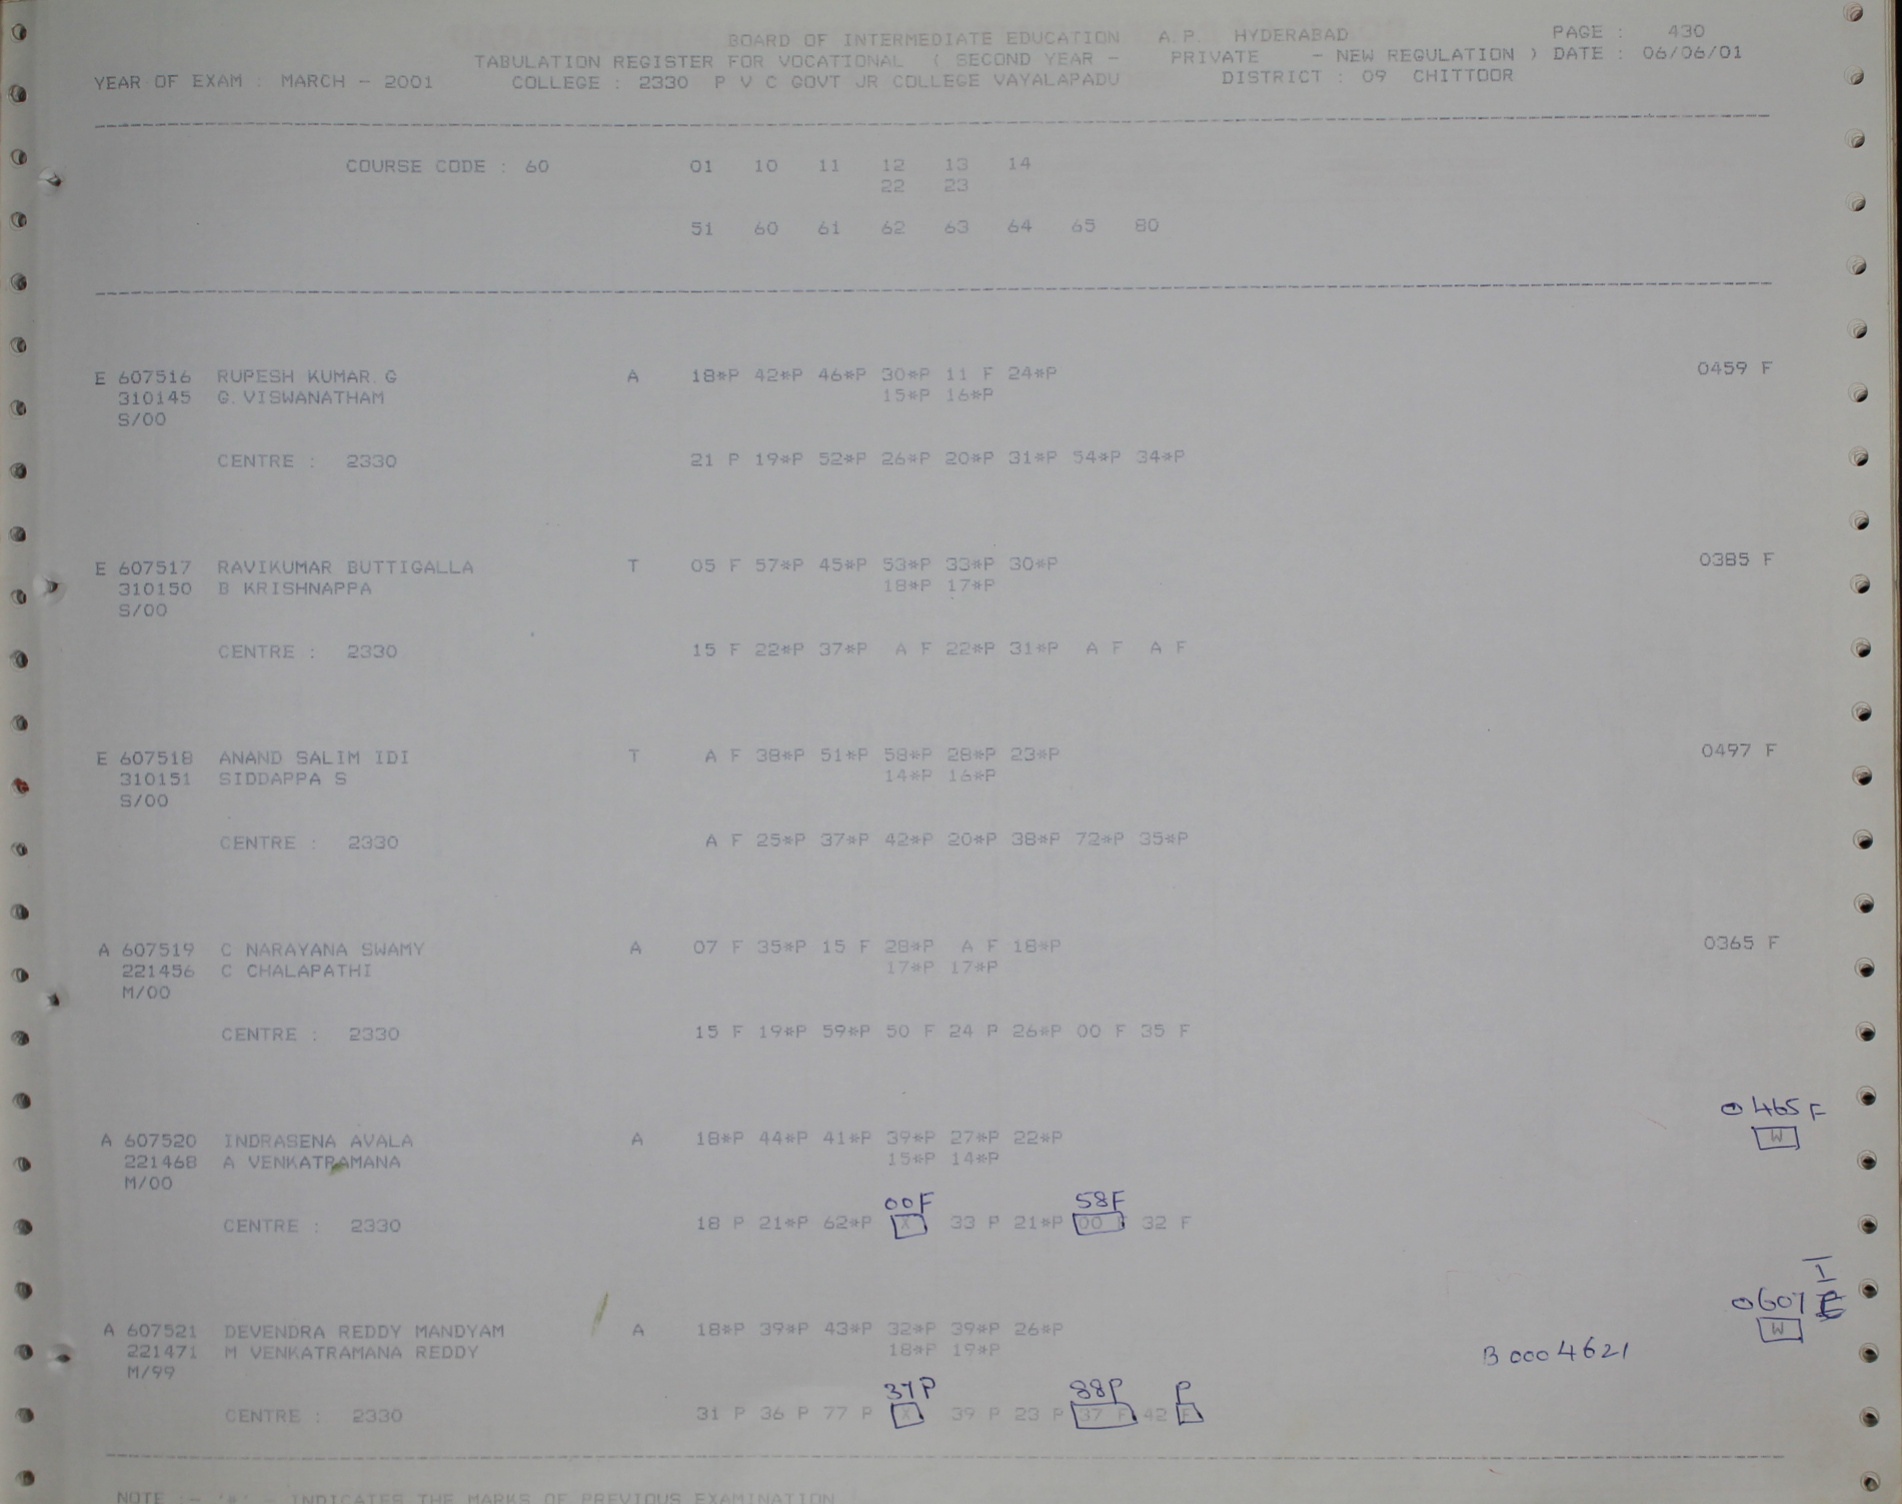 BOARD OF INTERMEDIATE EDUCATION A.P. HYDERABAD PAGE : 430
TABULATION REGISTER FOR VOCATIONAL ( SECOND YEAR - PRIVATE - NEW REGULATION ) DATE : 06/06/01
YEAR OF EXAM : MARCH - 2001 COLLEGE : 2330 P V C GOVT JR COLLEGE VAYALAPADU DISTRICT : 09 CHITTOOR
COURSE CODE : 60 01 10 11 12 13 14
22 23
51 60 61 62 63 64 65 80
E 607516 RUPESH KUMAR.G A 18*P 42*P 46*P 30*P 11 F 24*P 0459 F
310145 G.VISWANATHAM 15*P 16*P
S/00
CENTRE : 2330 21 P 19*P 52*P 26*P 20*P 31*P 54*P 34*P
E 607517 RAVIKUMAR BUTTIGALLA T 05 F 57*P 45*P 53*P 33*P 30*P 0385 F
310150 B KRISHNAPPA 18*P 17*P
S/00
CENTRE : 2330 15 F 22*P 37*P A F 22*P 31*P A F A F
E 607518 ANAND SALIM IDI T A F 38*P 51*P 58*P 28*P 23*P 0497 F
310151 SIDDAPPA S 14*P 16*P
S/00
CENTRE : 2330 A F 25*P 37*P 42*P 20*P 38*P 72*P 35*P
A 607519 C NARAYANA SWAMY A 07 F 35*P 15 F 28*P A F 18*P 0365 F
221456 C CHALAPATHI 17*P 17*P
M/00
CENTRE : 2330 15 F 19*P 59*P 50 F 24 P 26*P 00 F 35 F
0465 F
A 607520 INDRASENA AVALA A 18*P 44*P 41*P 39*P 27*P 22*P W
221468 A VENKATRAMANA 15*P 14*P
M/00
00F 58F
CENTRE : 2330 18 P 21*P 62*P X 33 P 21*P 00 F 32 F
I
0607
A 607521 DEVENDRA REDDY MANDYAM A 18*P 39*P 43*P 32*P 39*P 26*P W
221471 M VENKATRAMANA REDDY 18*P 19*P B 0004621
M/99
37P 88P P
CENTRE : 2330 31 P 36 P 77 P X 39 P 23 P 37 F 42 F
NOTE :- '*' - INDICATES THE MARKS OF PREVIOUS EXAMINATION